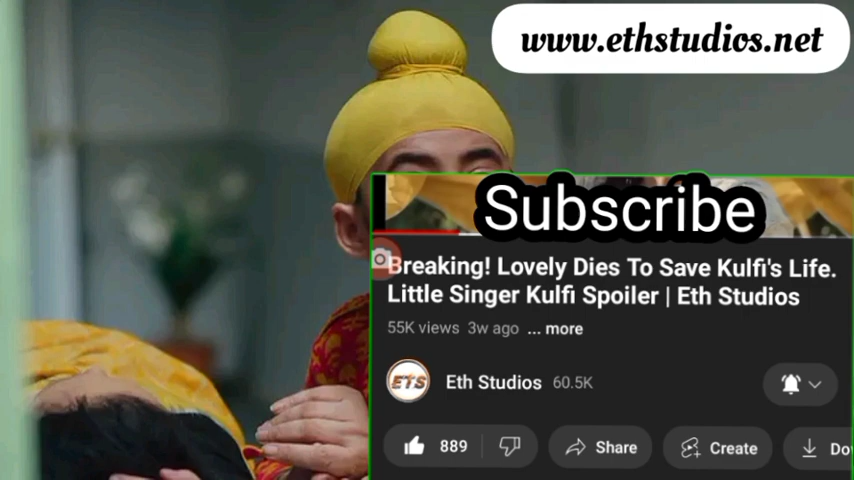 www.ethstudios.net
Subscribe
Breaking! Lovely Dies To Save Kulfi's Life.
Little Singer Kulfi Spoiler | Eth Studios
55K views 3w ago ... more
ETS
Eth Studios 60.5K
889 Share Create Do